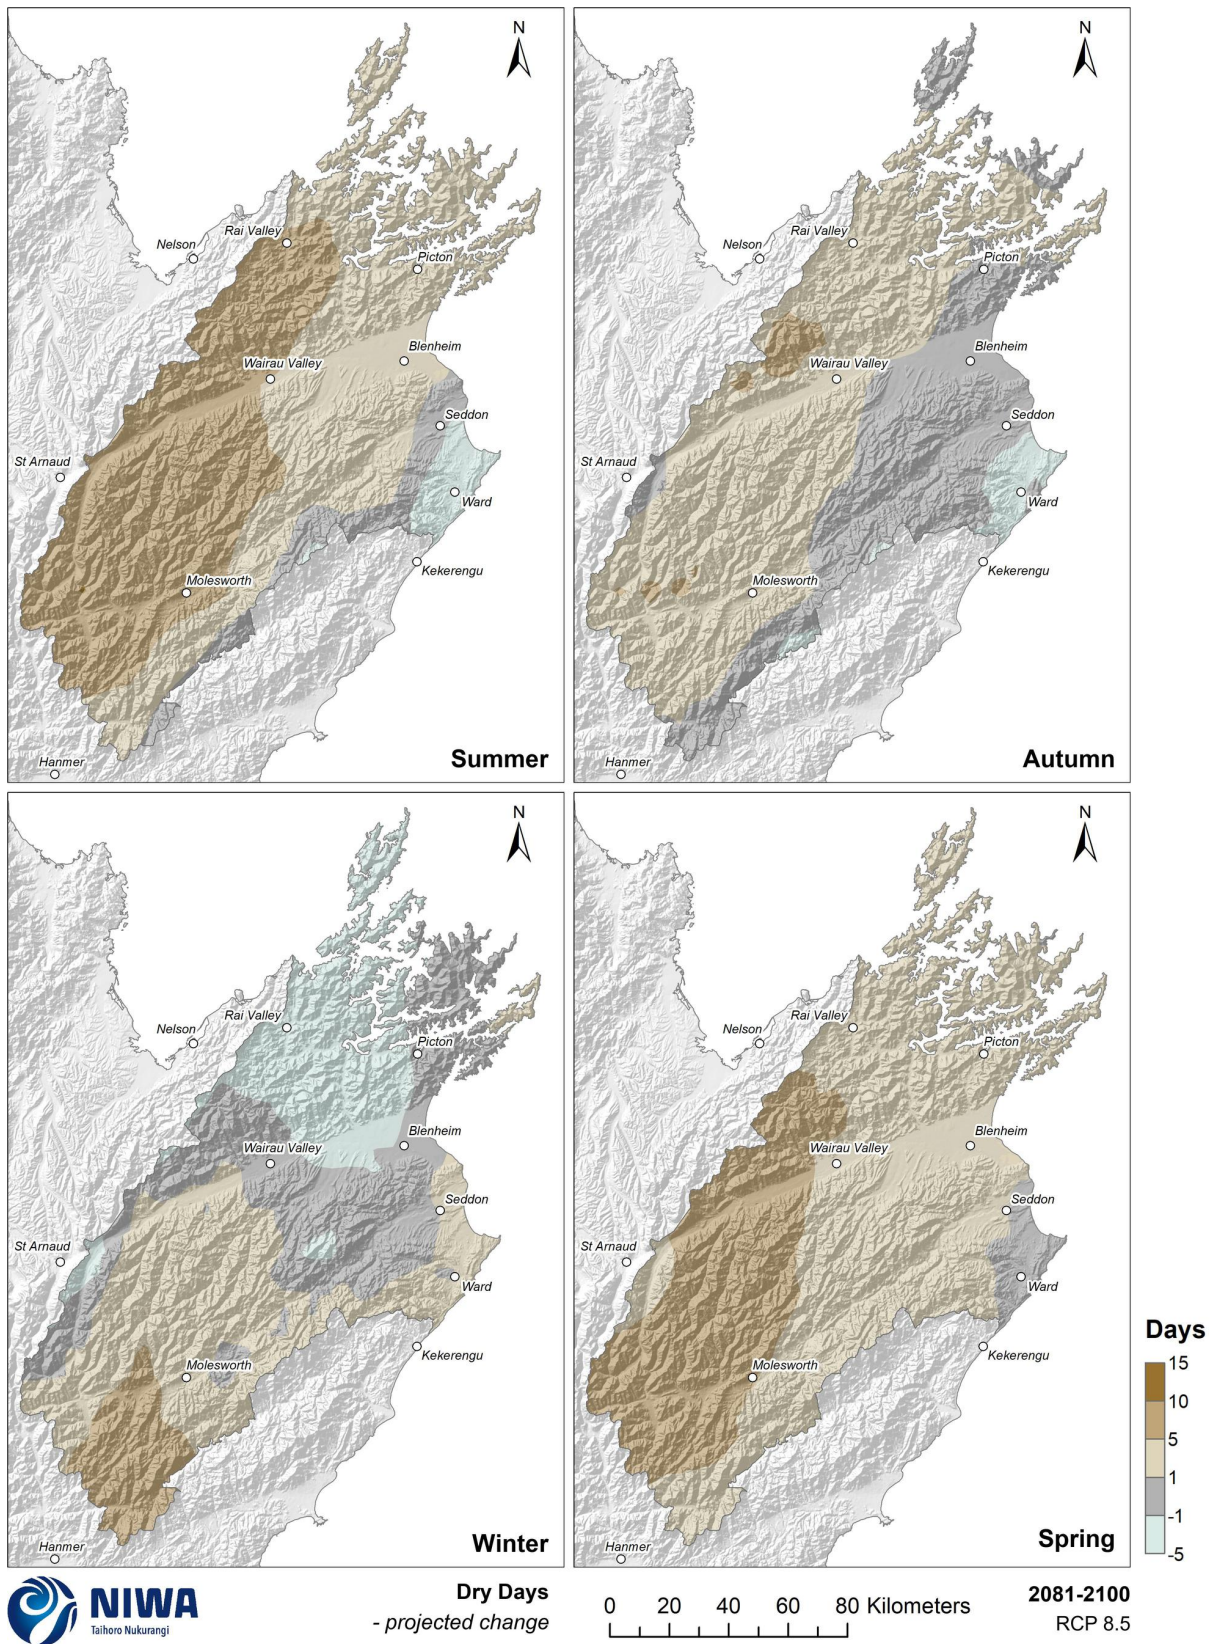 N
Nelson
Rai Valley
Picton
Wairau Valley
Blenheim
Seddon
St Arnaud
Ward
Kekerengu
Molesworth
Hanmer
Summer
N
Nelson
Rai Valley
Picton
Wairau Valley
Blenheim
Seddon
St Arnaud
Ward
Kekerengu
Molesworth
Hanmer
Autumn
N
Nelson
Rai Valley
Picton
Wairau Valley
Blenheim
Seddon
St Arnaud
Ward
Kekerengu
Molesworth
Hanmer
Winter
N
Nelson
Rai Valley
Picton
Wairau Valley
Blenheim
Seddon
St Arnaud
Ward
Kekerengu
Molesworth
Hanmer
Spring
Days
15
10
5
1
-1
-5
NIWA
Taihoro Nukurangi
Dry Days
- projected change
0 20 40 60 80 Kilometers
2081-2100
RCP 8.5